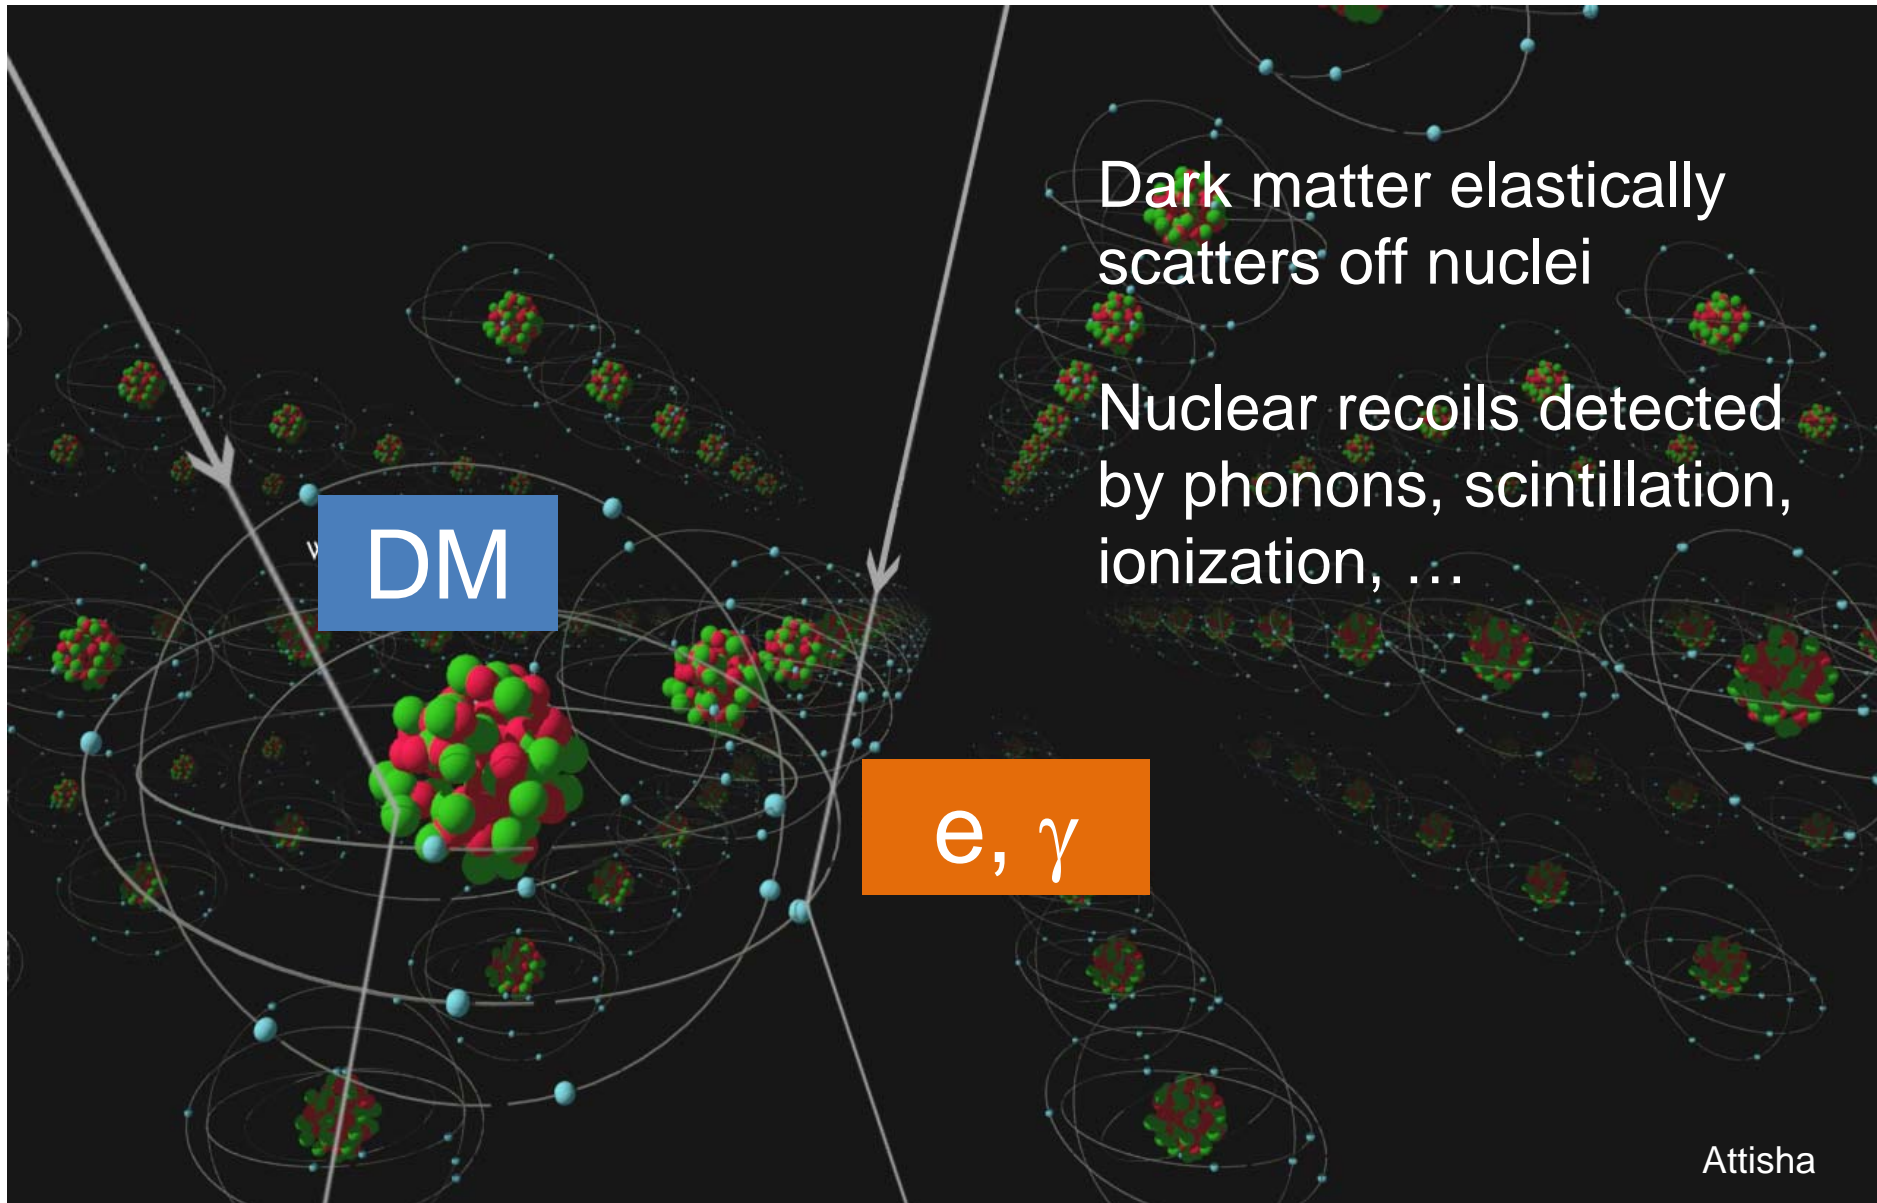 Dark matter elastically
scatters off nuclei
Nuclear recoils detected
by phonons, scintillation,
ionization, …
DM
e, γ
Attisha